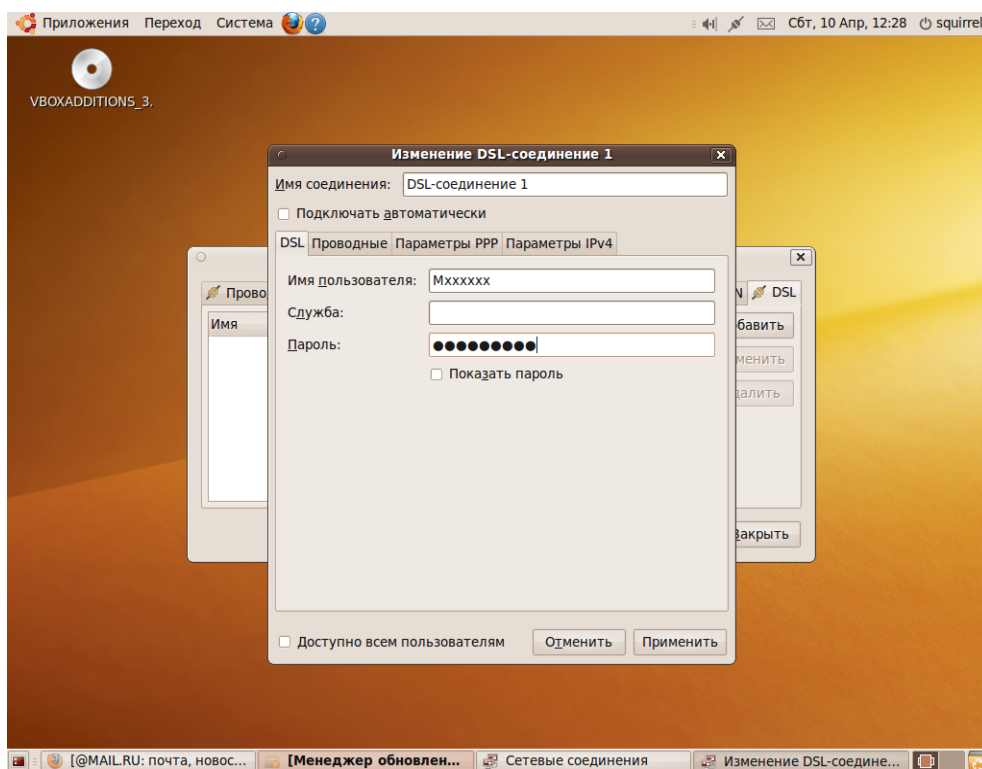 Приложения Переход Система
Сбт, 10 Апр, 12:28 squirrel
VBOXADDITIONS_3.
Изменение DSL-соединение 1
Имя соединения: DSL-соединение 1
Подключать автоматически
DSL Проводные Параметры PPP Параметры IPv4
Имя пользователя: Mxxxxxx
Служба:
Пароль: ●●●●●●●●●
Показать пароль
Доступно всем пользователям Отменить Применить
Прово
DSL
Имя
бавить
менить
далить
Закрыть
[@MAIL.RU: почта, новос... [Менеджер обновлен... Сетевые соединения Изменение DSL-соедине...